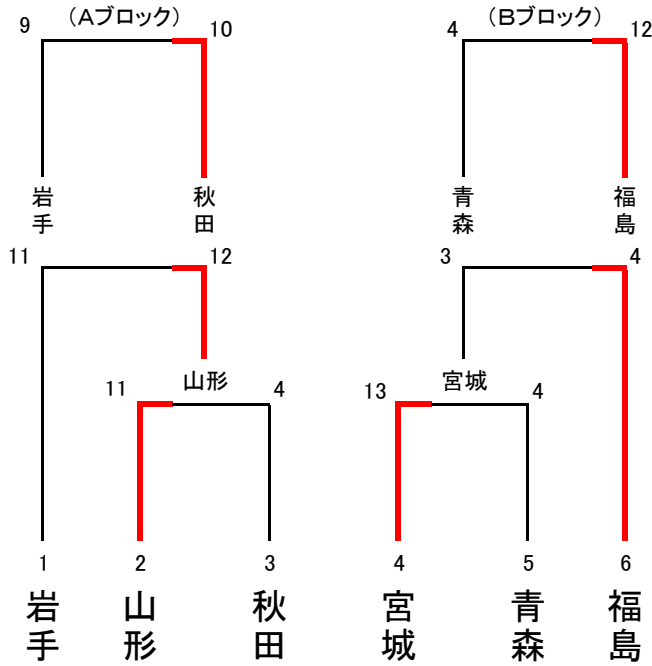 （Aブロック） （Bブロック）
9 10 4 12
岩手 秋田 青森 福島
11 12 3 4
山形 宮城
11 4 13 4
1 2 3 4 5 6
岩手 山形 秋田 宮城 青森 福島